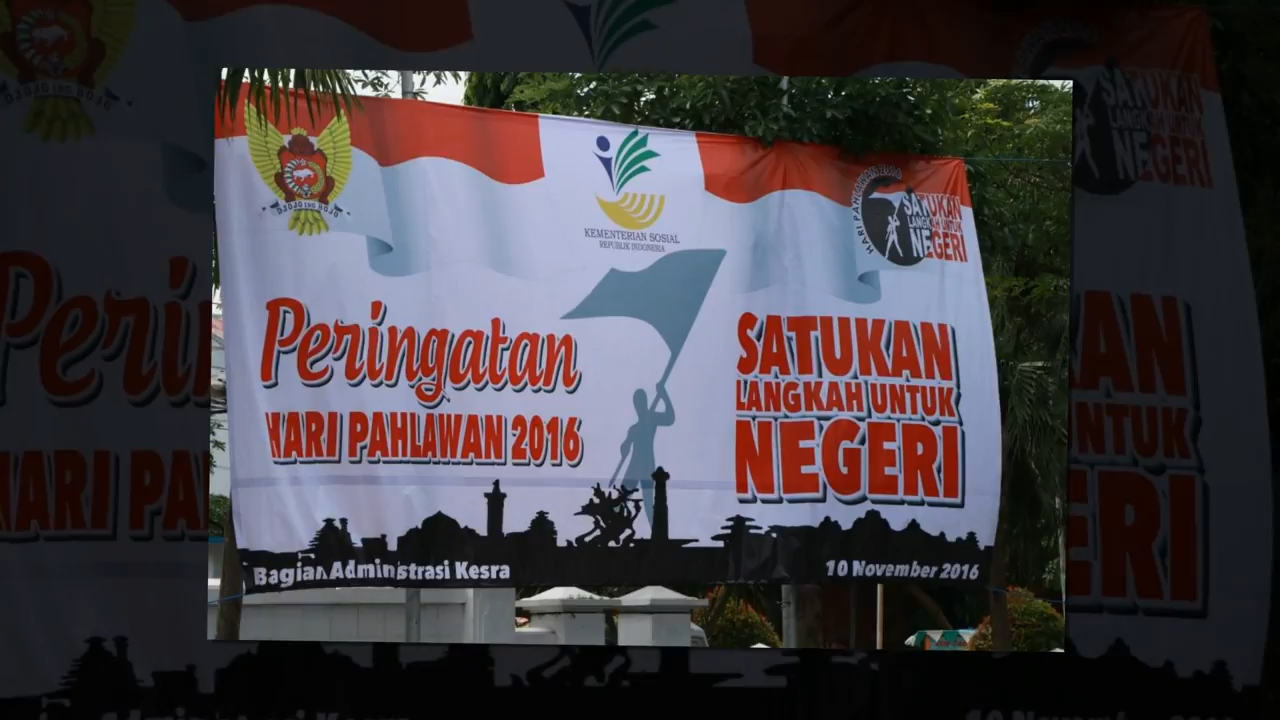 DJOJO ING BOJO
KEMENTERIAN SOSIAL
REPUBLIK INDONESIA
HARI PAHLAWAN 2016
SATUKAN
LANGKAH UNTUK
NEGERI
Peringatan
HARI PAHLAWAN 2016
SATUKAN
LANGKAH UNTUK
NEGERI
Bagian Administrasi Kesra
10 November 2016